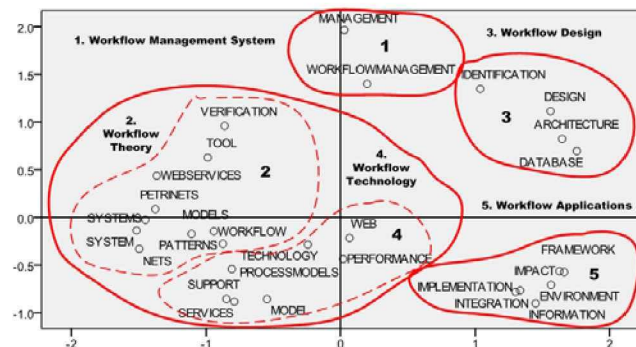 MANAGEMENT
2.0
1. Workflow Management System
1
3. Workflow Design
1.5
WORKFLOWMANAGEMENT
IDENTIFICATION
DESIGN
2.
Workflow
Theory
VERIFICATION
3
ARCHITECTURE
1.0
TOOL
DATABASE
0.5
WEBSERVICES
2
4.
Workflow
Technology
PETRINETS
5. Workflow Applications
0.0
SYSTEMS
MODELS
WEB
SYSTEM
PATTERNS
WORKFLOW
4
FRAMEWORK
NETS
TECHNOLOGY
PERFORMANCE
-0.5
PROCESSMODELS
IMPACT
5
SUPPORT
IMPLEMENTATION
ENVIRONMENT
SERVICES
MODEL
INTEGRATION
INFORMATION
-1.0
-2
-1
0
1
2